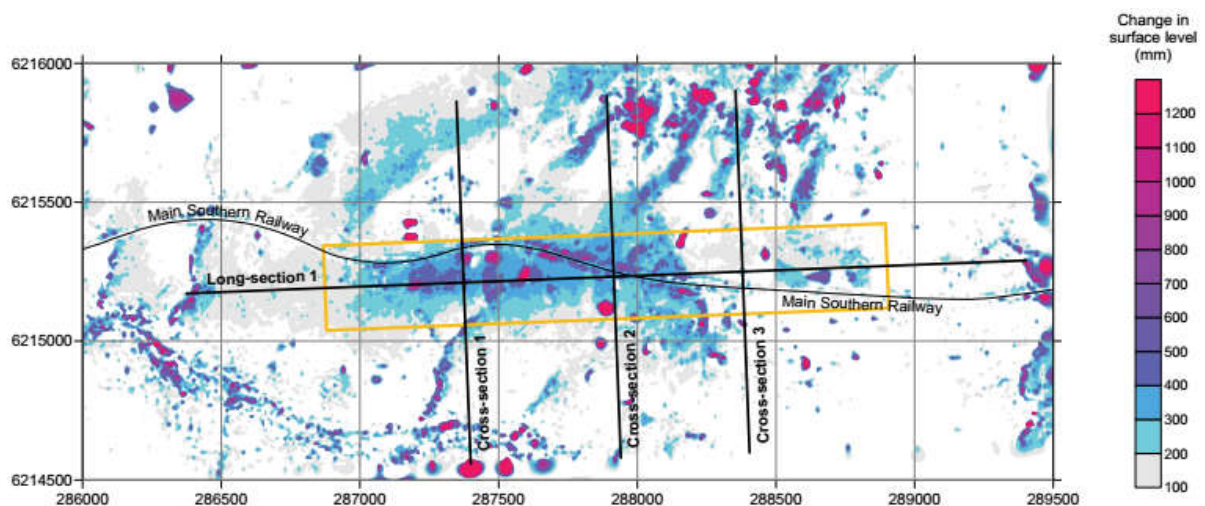 Change in
surface level
(mm)
6216000
1200
1100
1000
6215500
Main Southern Railway
900
800
Long-section 1
700
Main Southern Railway
600
6215000
Cross-section 1
Cross-section 2
Cross-section 3
500
400
300
200
6214500
100
286000 286500 287000 287500 288000 288500 289000 289500